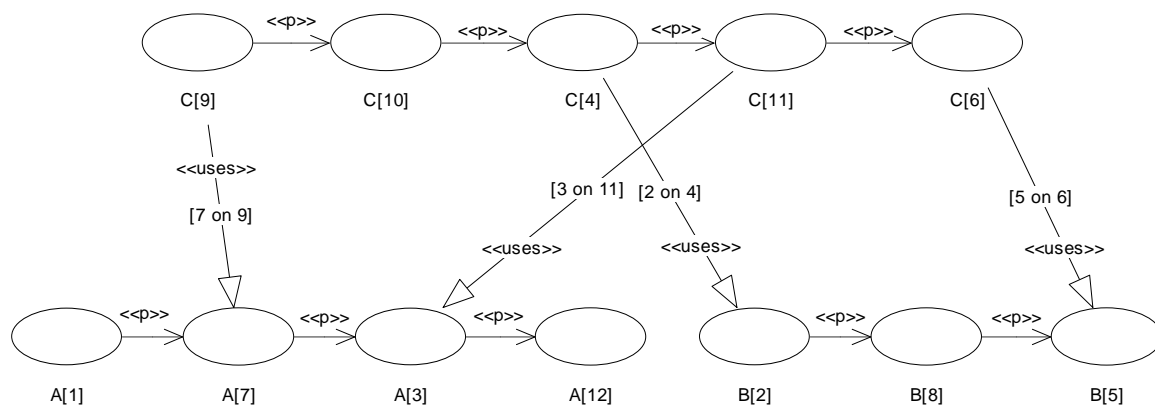 <<p>> <<p>> <<p>> <<p>>
C[9] C[10] C[4] C[11] C[6]
<<uses>>
[7 on 9] [3 on 11] [2 on 4] [5 on 6]
<<uses>> <<uses>> <<uses>>
<<p>> <<p>> <<p>> <<p>> <<p>>
A[1] A[7] A[3] A[12] B[2] B[8] B[5]